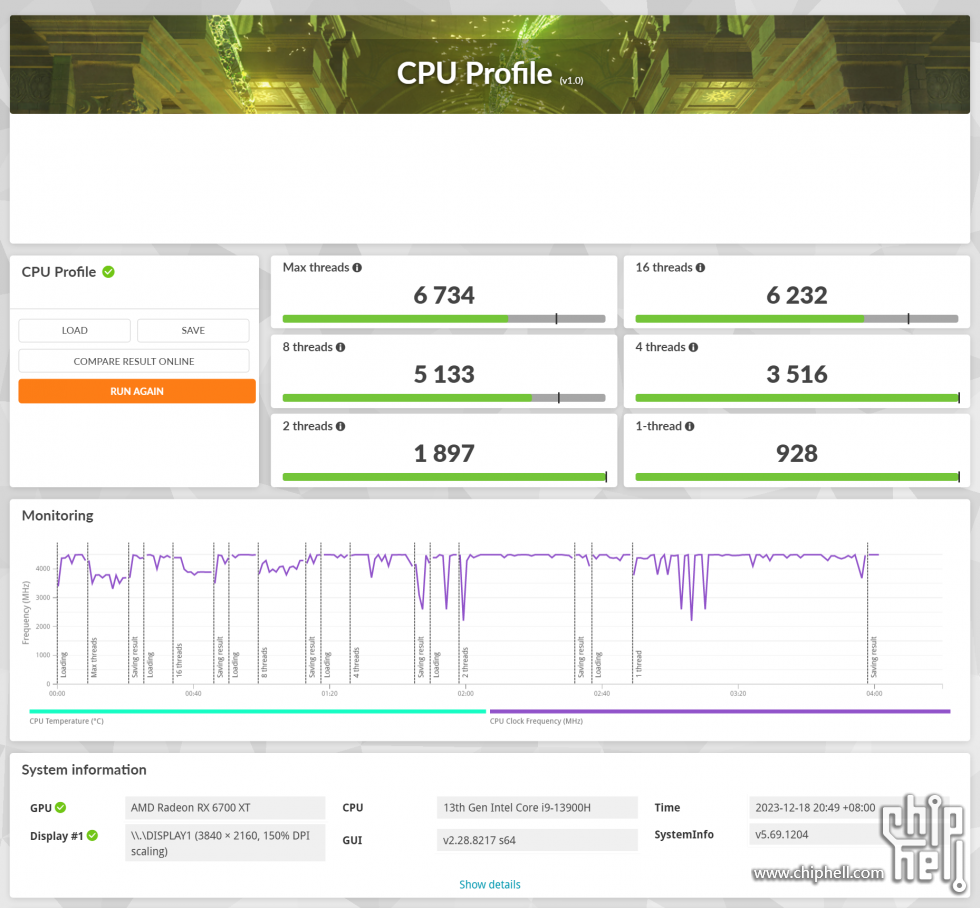 CPU Profile (v1.0)
CPU Profile
LOAD
SAVE
COMPARE RESULT ONLINE
RUN AGAIN
Max threads
6 734
16 threads
6 232
8 threads
5 133
4 threads
3 516
2 threads
1 897
1-thread
928
Monitoring
Frequency (MHz)
4000
3000
2000
1000
0
Loading
Max threads
Saving result
Loading
16 threads
Saving result
Loading
8 threads
Saving result
Loading
4 threads
Saving result
Loading
2 threads
Saving result
Loading
1 thread
Saving result
00:00
00:40
01:20
02:00
02:40
03:20
04:00
CPU Temperature (°C)
CPU Clock Frequency (MHz)
System information
GPU
AMD Radeon RX 6700 XT
CPU
13th Gen Intel Core i9-13900H
Time
2023-12-18 20:49 +08:00
Display #1
\\.\DISPLAY1 (3840 × 2160, 150% DPI
scaling)
GUI
v2.28.8217 s64
SystemInfo
v5.69.1204
Show details
chip
hell
www.chiphell.com